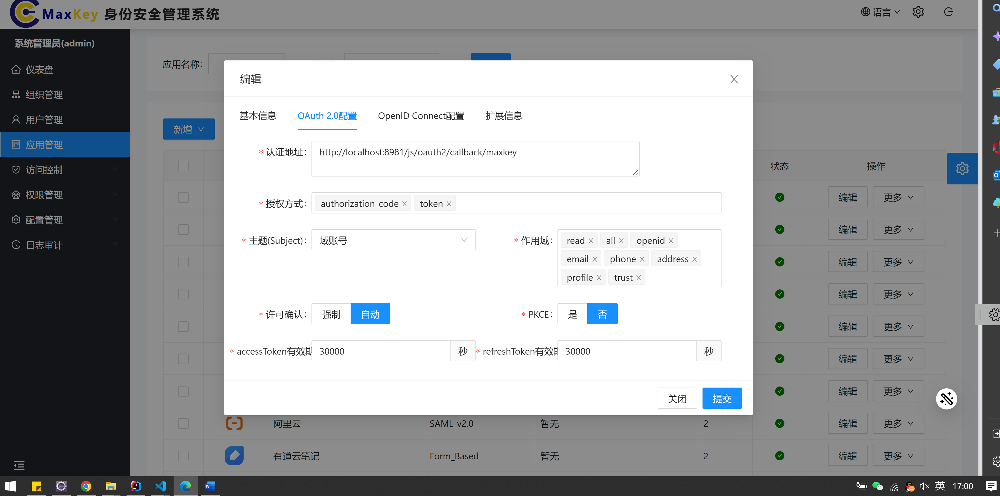 MaxKey 身份安全管理系统
语言
系统管理员(admin)
仪表盘
组织管理
用户管理
应用管理
访问控制
权限管理
配置管理
日志审计
应用名称:
新增
状态
操作
编辑
基本信息
OAuth 2.0配置
OpenID Connect配置
扩展信息
* 认证地址:
http://localhost:8981/js/oauth2/callback/maxkey
* 授权方式:
authorization_code
token
* 主题(Subject):
域账号
* 作用域:
read all openid
email phone address
profile trust
* 许可确认:
强制 自动
* PKCE:
是 否
* accessToken有效期
30000
秒
* refreshToken有效期
30000
秒
关闭
提交
编辑 更多
编辑 更多
编辑 更多
编辑 更多
编辑 更多
编辑 更多
编辑 更多
阿里云 SAML_v2.0 暂无 2 编辑 更多
有道云笔记 Form_Based 暂无 2 编辑 更多
英 17:00